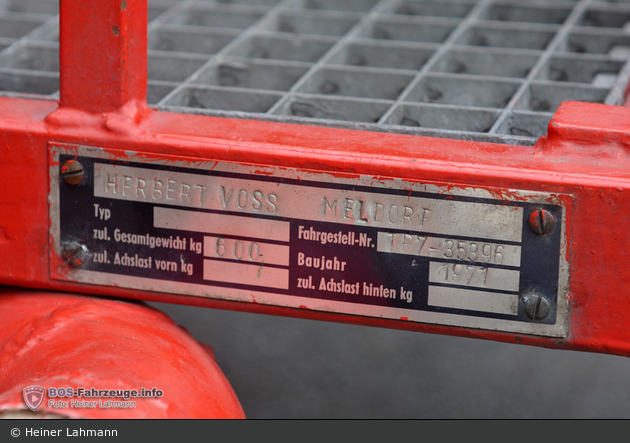 HERBERT VOSS MELDORF
Typ
zul. Gesamtgewicht kg 600 Fahrgestell-Nr. TPV-35396
zul. Achslast vorn kg Baujahr 1971
zul. Achslast hinten kg
BOS-Fahrzeuge.info
Foto: Heiner Lahmann
© Heiner Lahmann